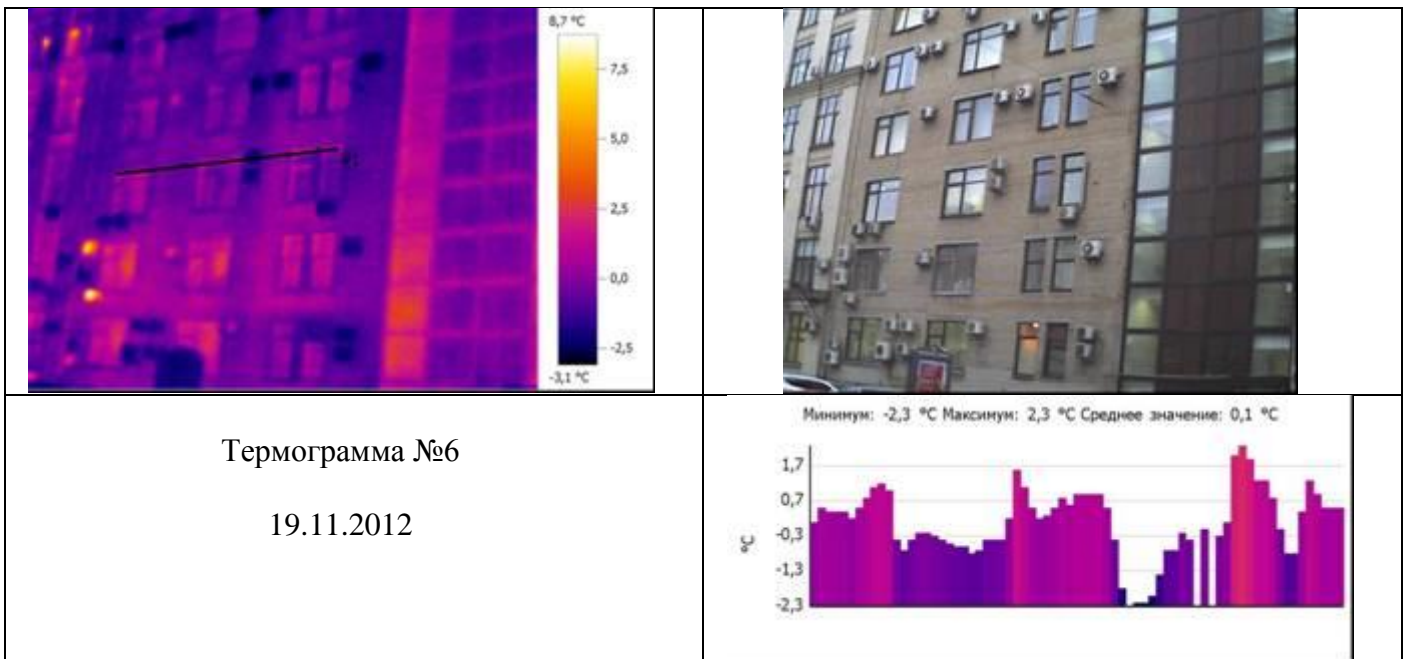 8,7 °C
7,5
5,0
2,5
0,0
-2,5
-3,1 °C
Термограмма №6
19.11.2012
Минимум: -2,3 °C Максимум: 2,3 °C Среднее значение: 0,1 °C
1,7
0,7
-0,3
-1,3
-2,3
°C